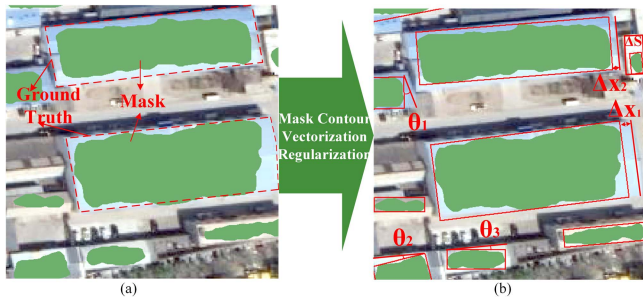 Ground
Truth
Mask
Mask Contour
Vectorization
Regularization
ΔS
Δx₂
Δx₁
θ₁
θ₂
θ₃
(a)
(b)